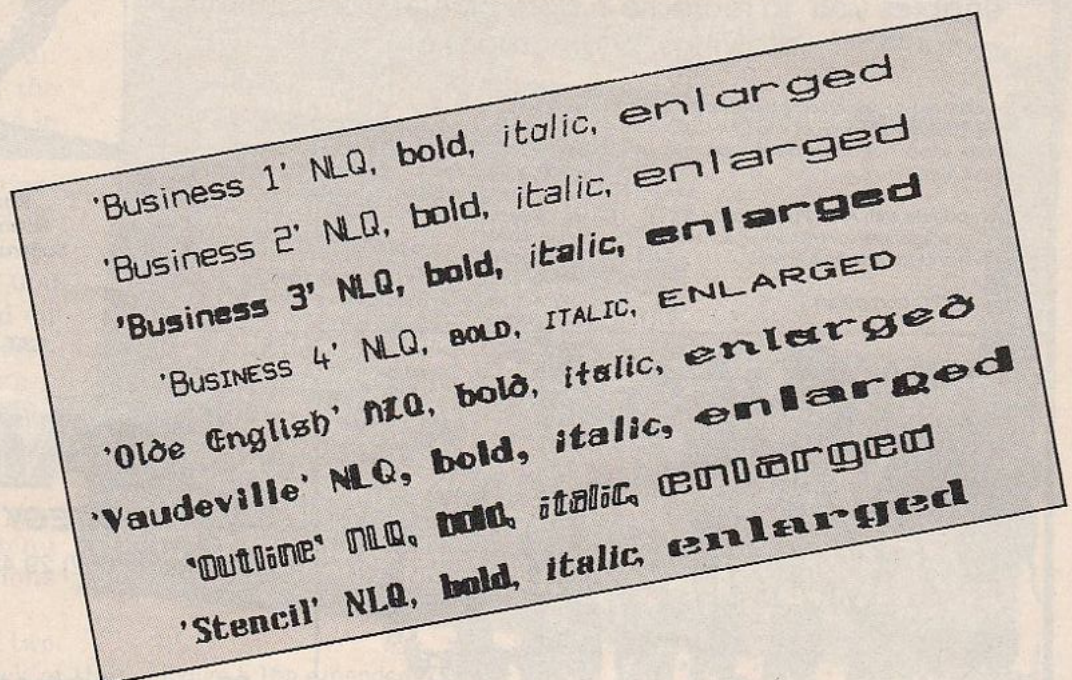 'Business 1' NLQ, bold, italic, enlarged
'Business 2' NLQ, bold, italic, enlarged
'Business 3' NLQ, bold, italic, enlarged
'BUSINESS 4' NLQ, BOLD, ITALIC, ENLARGED
'Olde English' NLQ, bold, italic, enlarged
'Vaudeville' NLQ, bold, italic, enlarged
'Outline' NLQ, bold, italic, enlarged
'Stencil' NLQ, bold, italic, enlarged